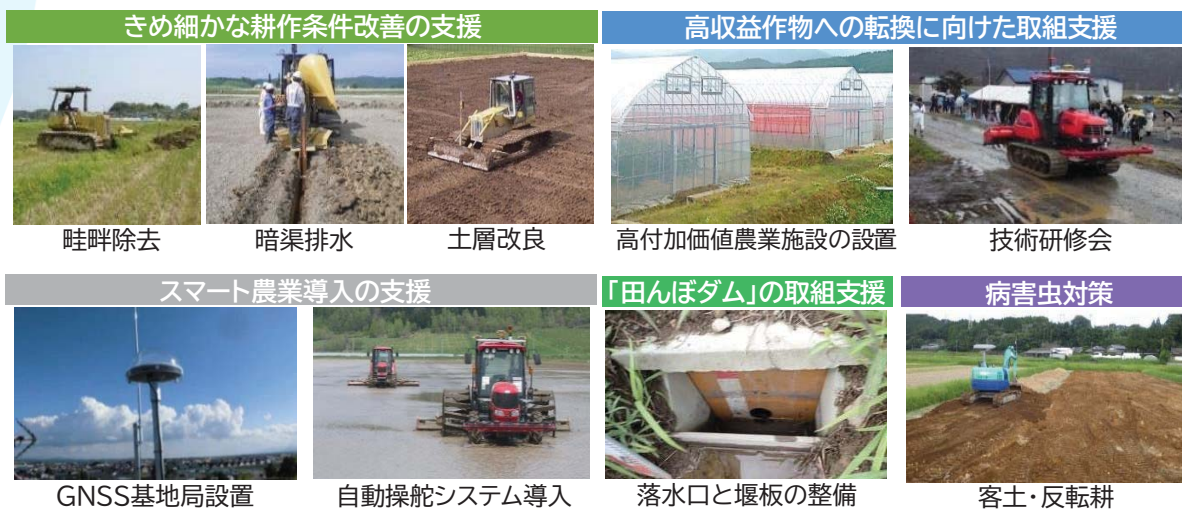 きめ細かな耕作条件改善の支援
高収益作物への転換に向けた取組支援
畦畔除去
暗渠排水
土層改良
高付加価値農業施設の設置
技術研修会
スマート農業導入の支援
「田んぼダム」の取組支援
病害虫対策
GNSS基地局設置
自動操舵システム導入
落水口と堰板の整備
客土・反転耕